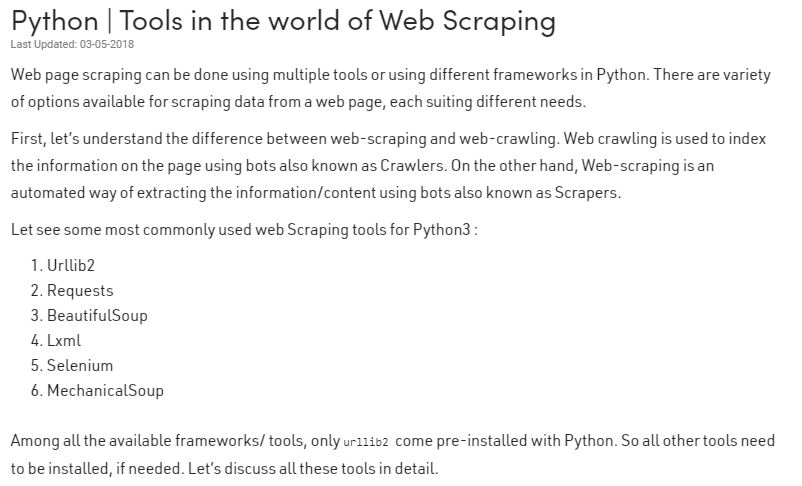 Python | Tools in the world of Web Scraping
Last Updated: 03-05-2018
Web page scraping can be done using multiple tools or using different frameworks in Python. There are variety
of options available for scraping data from a web page, each suiting different needs.
First, let's understand the difference between web-scraping and web-crawling. Web crawling is used to index
the information on the page using bots also known as Crawlers. On the other hand, Web-scraping is an
automated way of extracting the information/content using bots also known as Scrapers.
Let see some most commonly used web Scraping tools for Python3 :
1. Urllib2
2. Requests
3. BeautifulSoup
4. Lxml
5. Selenium
6. MechanicalSoup
Among all the available frameworks/ tools, only urllib2 come pre-installed with Python. So all other tools need
to be installed, if needed. Let's discuss all these tools in detail.